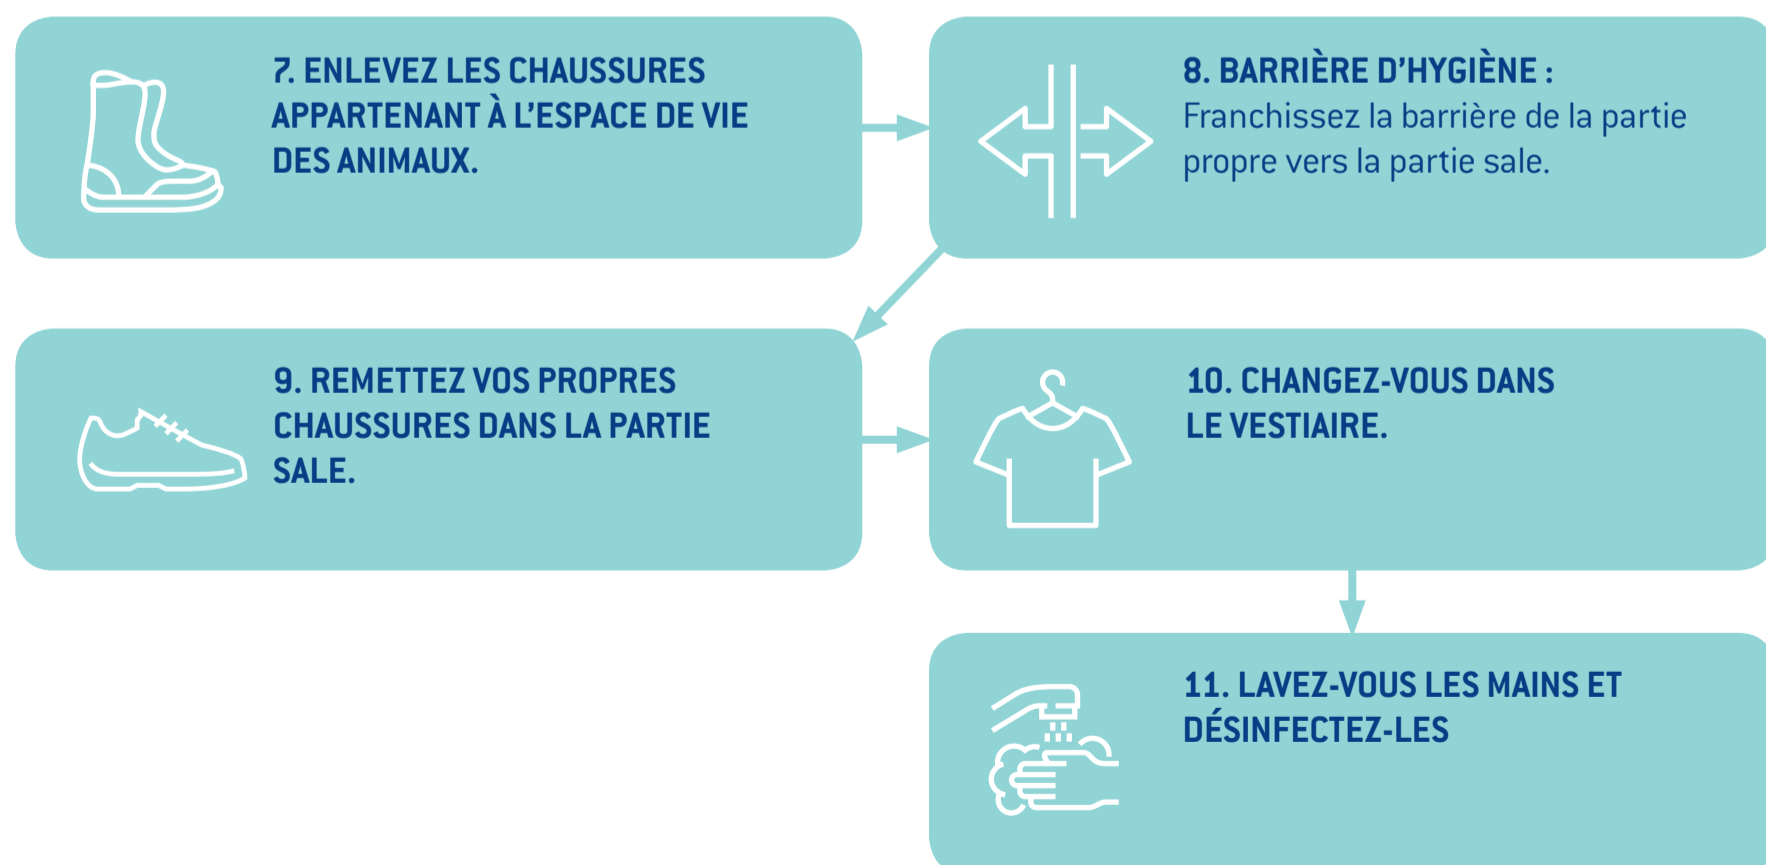 7. ENLEVEZ LES CHAUSSURES
APPARTENANT À L'ESPACE DE VIE
DES ANIMAUX.
8. BARRIÈRE D'HYGIÈNE :
Franchissez la barrière de la partie
propre vers la partie sale.
9. REMETTEZ VOS PROPRES
CHAUSSURES DANS LA PARTIE
SALE.
10. CHANGEZ-VOUS DANS
LE VESTIAIRE.
11. LAVEZ-VOUS LES MAINS ET
DÉSINFECTEZ-LES